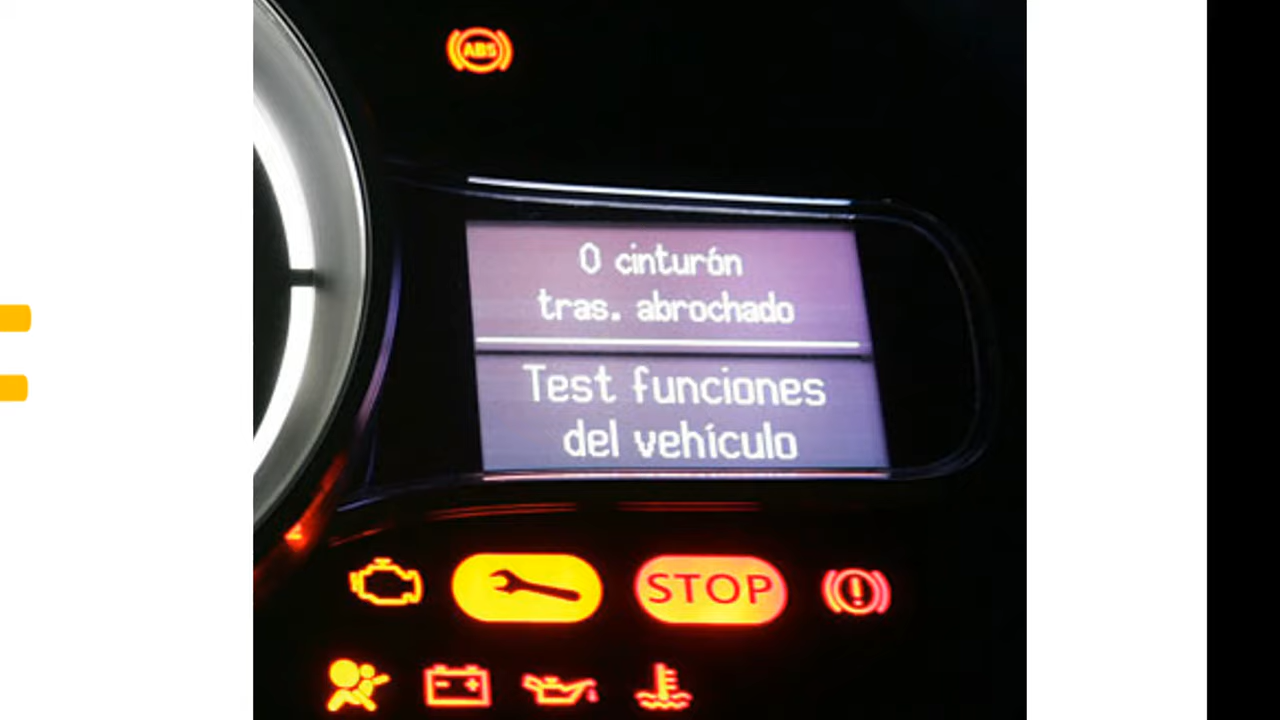 ABS
0 cinturón
tras. abrochado
Test funciones
del vehículo
STOP